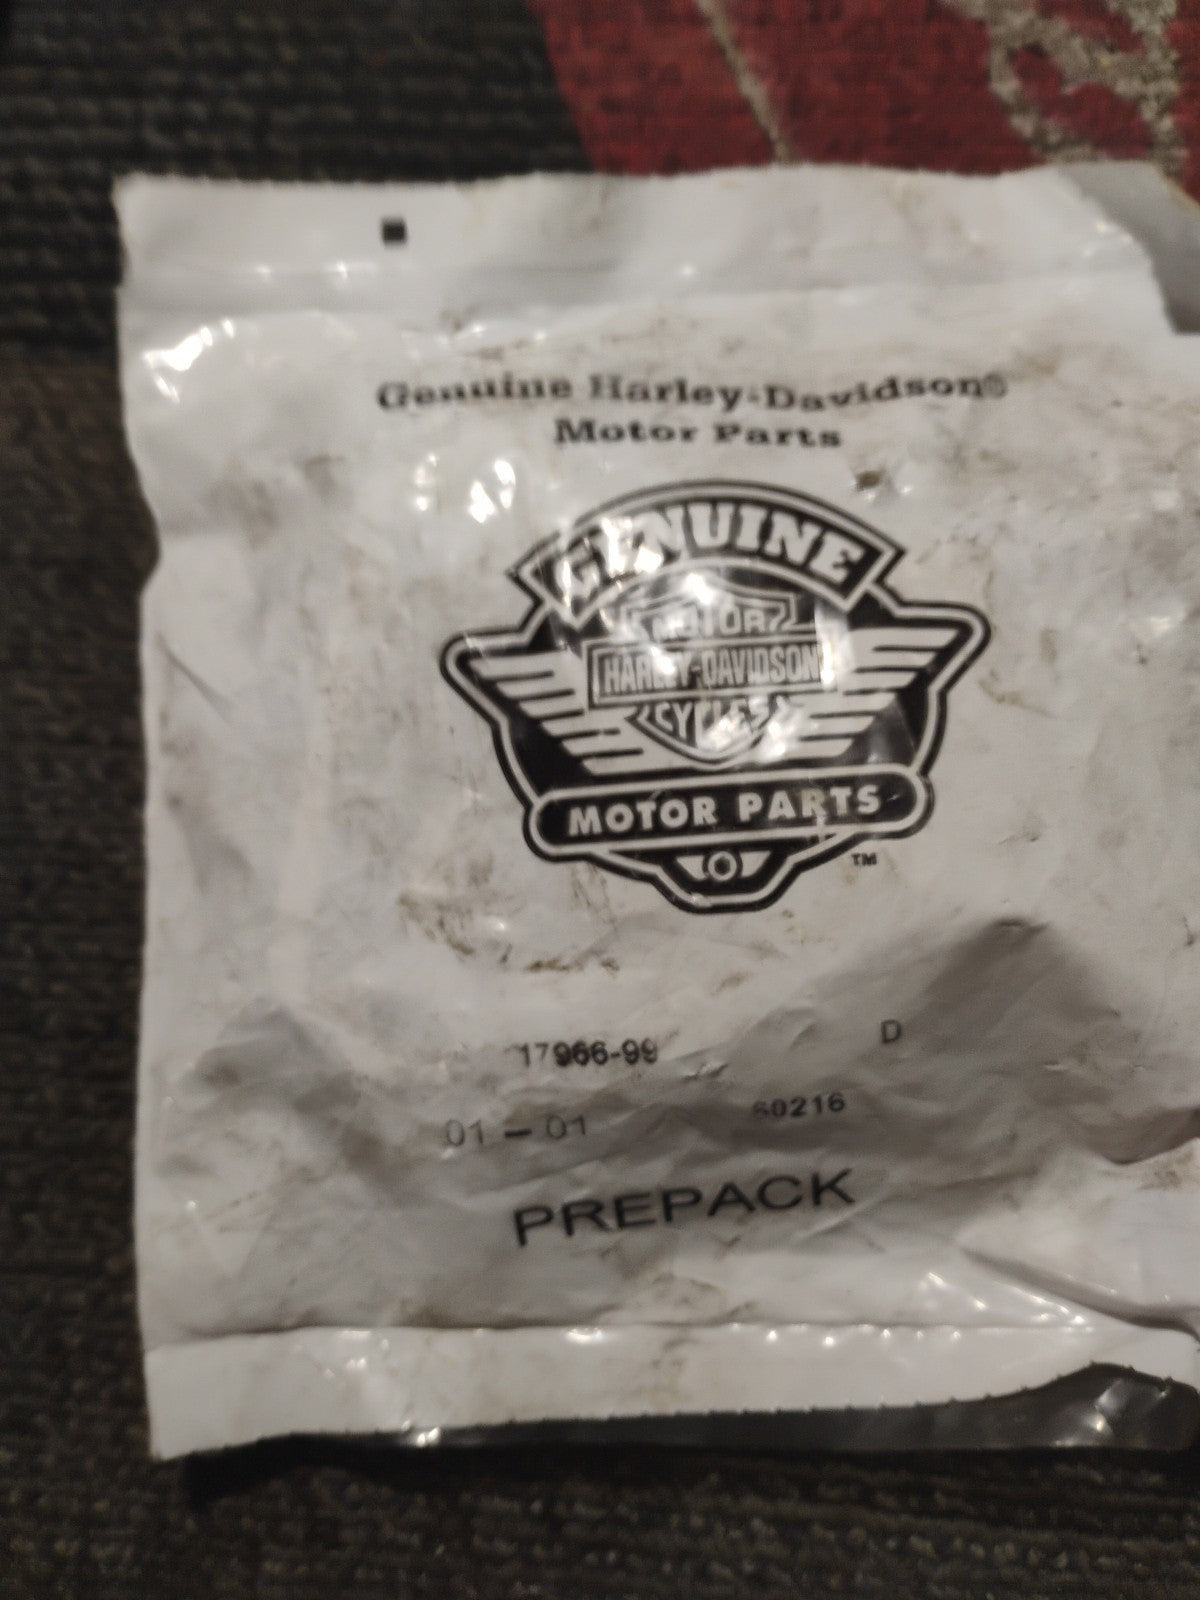 Genuine Harley-Davidson®
Motor Parts
GENUINE
MOTOR
HARLEY-DAVIDSON
CYCLES
MOTOR PARTS
TM
17966-99 D
01 – 01 60216
PREPACK